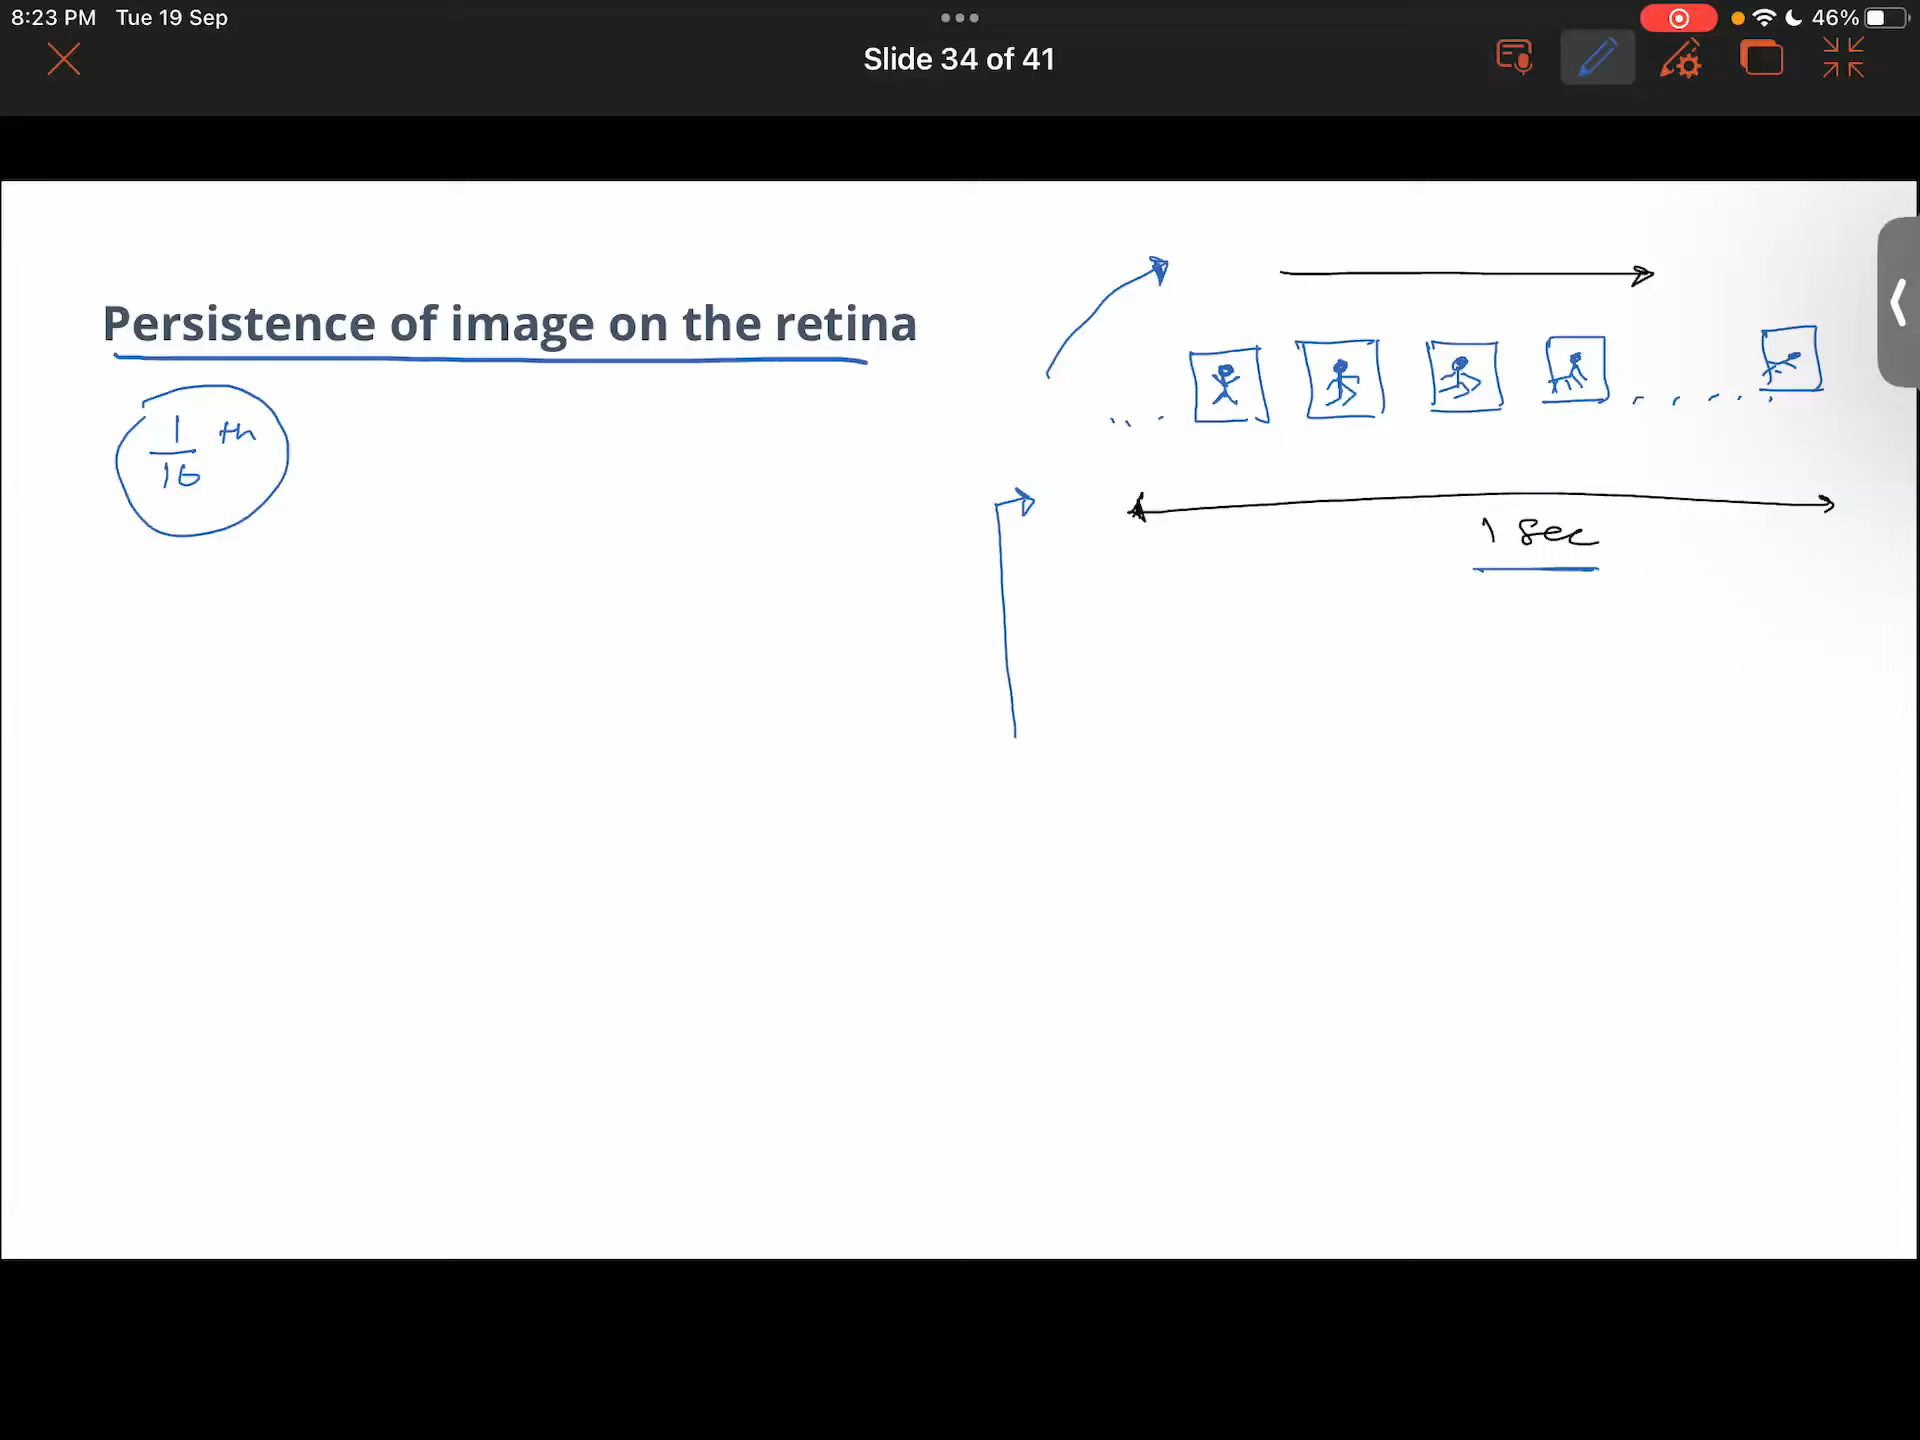 8:23 PM Tue 19 Sep
46%
Slide 34 of 41
Persistence of image on the retina
1 th
16
1 sec